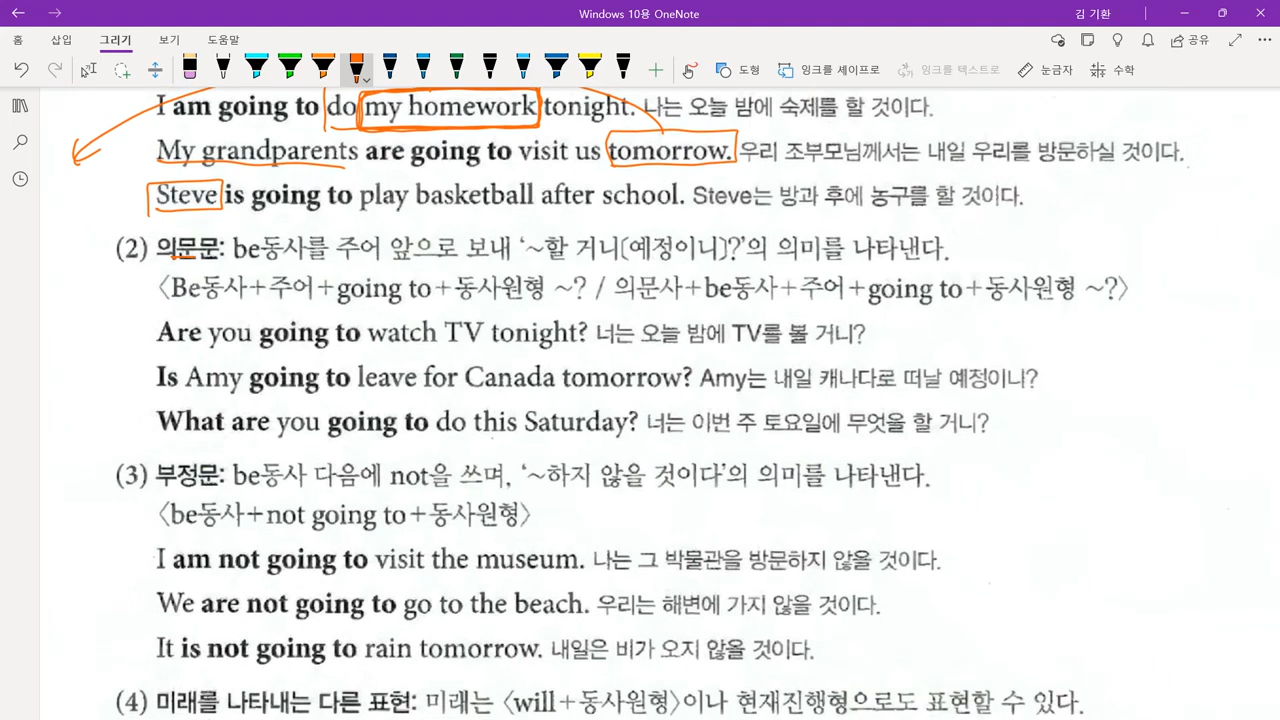 Windows 10용 OneNote
김 기환
홈 삽입 그리기 보기 도움말
공유
도형 잉크를 셰이프로 잉크를 텍스트로 눈금자 수학
I am going to do my homework tonight. 나는 오늘 밤에 숙제를 할 것이다.
My grandparents are going to visit us tomorrow. 우리 조부모님께서는 내일 우리를 방문하실 것이다.
Steve is going to play basketball after school. Steve는 방과 후에 농구를 할 것이다.
(2) 의문문: be동사를 주어 앞으로 보내 ‘~할 거니(예정이니)?’의 의미를 나타낸다.
〈Be동사+주어+going to+동사원형 ~? / 의문사+be동사+주어+going to+동사원형 ~?〉
Are you going to watch TV tonight? 너는 오늘 밤에 TV를 볼 거니?
Is Amy going to leave for Canada tomorrow? Amy는 내일 캐나다로 떠날 예정이니?
What are you going to do this Saturday? 너는 이번 주 토요일에 무엇을 할 거니?
(3) 부정문: be동사 다음에 not을 쓰며, ‘~하지 않을 것이다’의 의미를 나타낸다.
〈be동사+not going to+동사원형〉
I am not going to visit the museum. 나는 그 박물관을 방문하지 않을 것이다.
We are not going to go to the beach. 우리는 해변에 가지 않을 것이다.
It is not going to rain tomorrow. 내일은 비가 오지 않을 것이다.
(4) 미래를 나타내는 다른 표현: 미래는 〈will+동사원형〉이나 현재진행형으로도 표현할 수 있다.